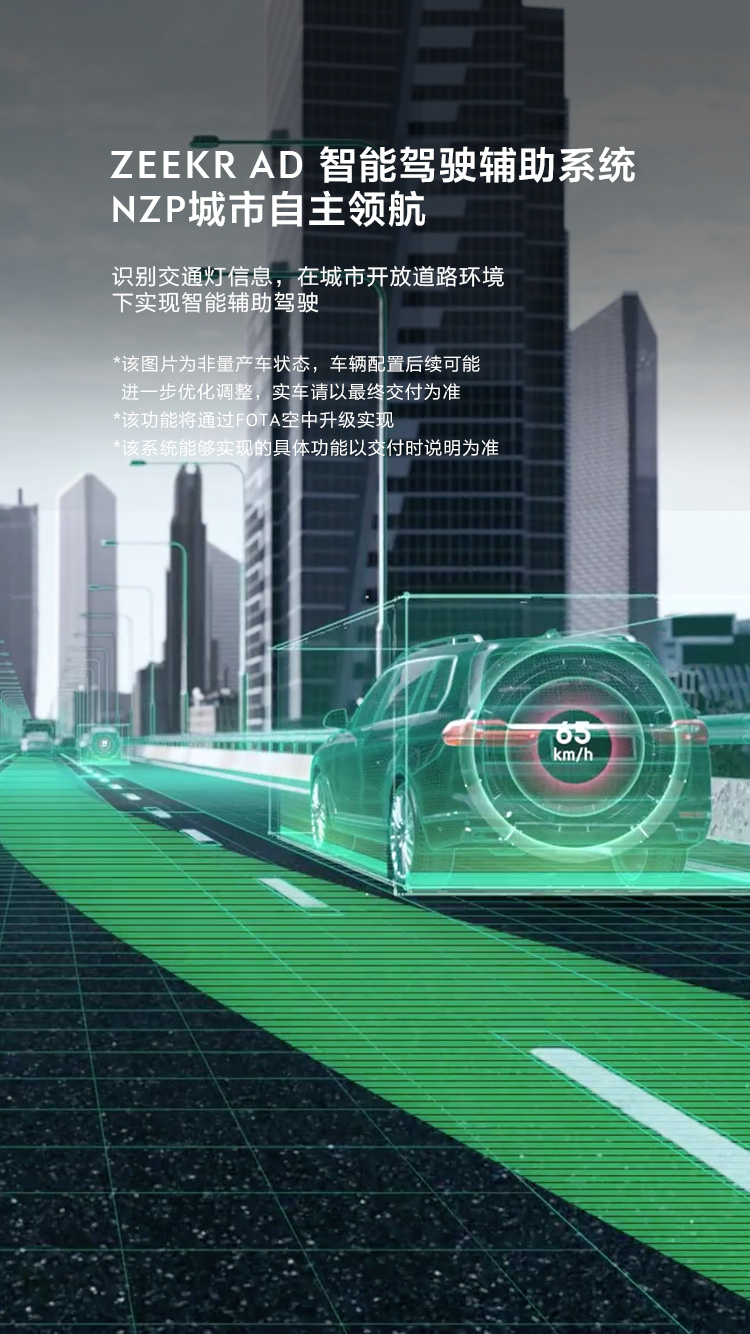 ZEEKR AD 智能驾驶辅助系统
NZP城市自主领航
识别交通灯信息，在城市开放道路环境
下实现智能辅助驾驶
*该图片为非量产车状态，车辆配置后续可能
进一步优化调整，实车请以最终交付为准
*该功能将通过FOTA空中升级实现
*该系统能够实现的具体功能以交付时说明为准
65
km/h